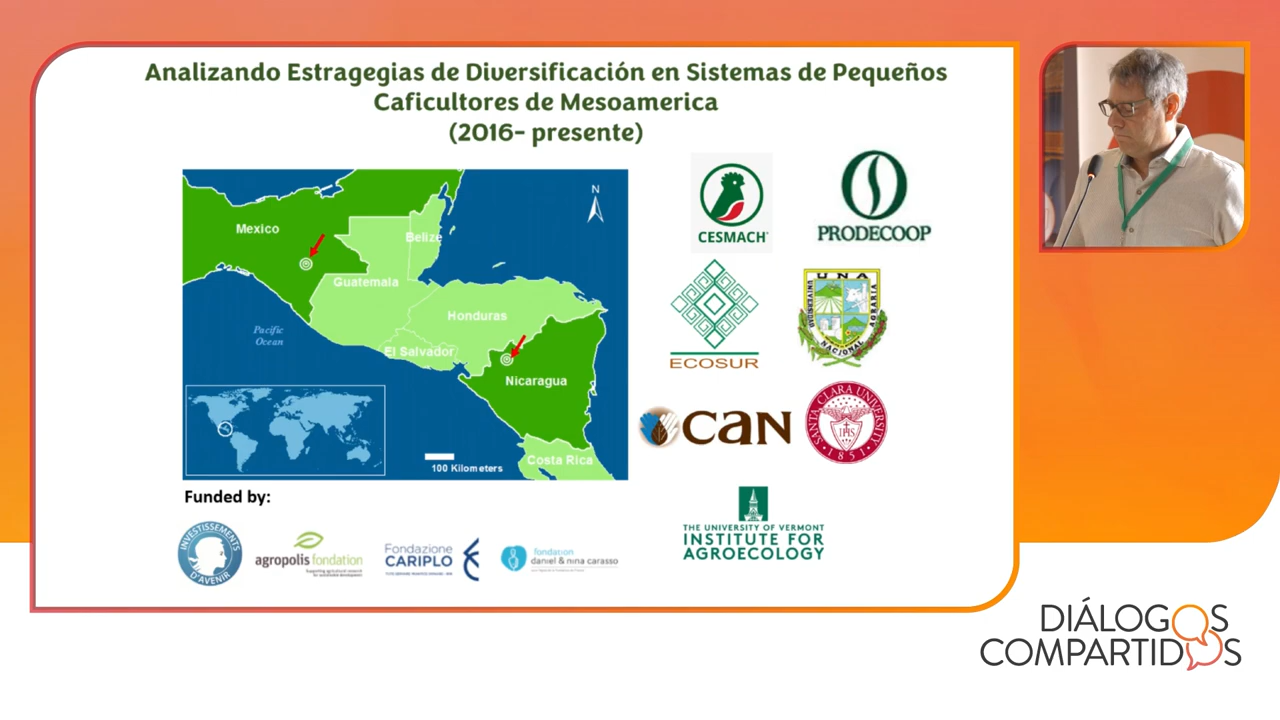 Analizando Estragegias de Diversificación en Sistemas de Pequeños
Caficultores de Mesoamerica
(2016- presente)
Mexico
Belize
Guatemala
Honduras
El Salvador
Nicaragua
Costa Rica
Pacific
Ocean
N
100 Kilometers
CESMACH
PRODECOOP
ECOSUR
UNA
UNIVERSIDAD NACIONAL AGRARIA
CAN
SANTA CLARA UNIVERSITY
IHS
1851
THE UNIVERSITY OF VERMONT
INSTITUTE FOR
AGROECOLOGY
Funded by:
INVESTISSEMENTS D'AVENIR
agropolis fondation
Fondazione
CARIPLO
fondation
daniel & nina carasso
DIÁLOGOS
COMPARTIDOS